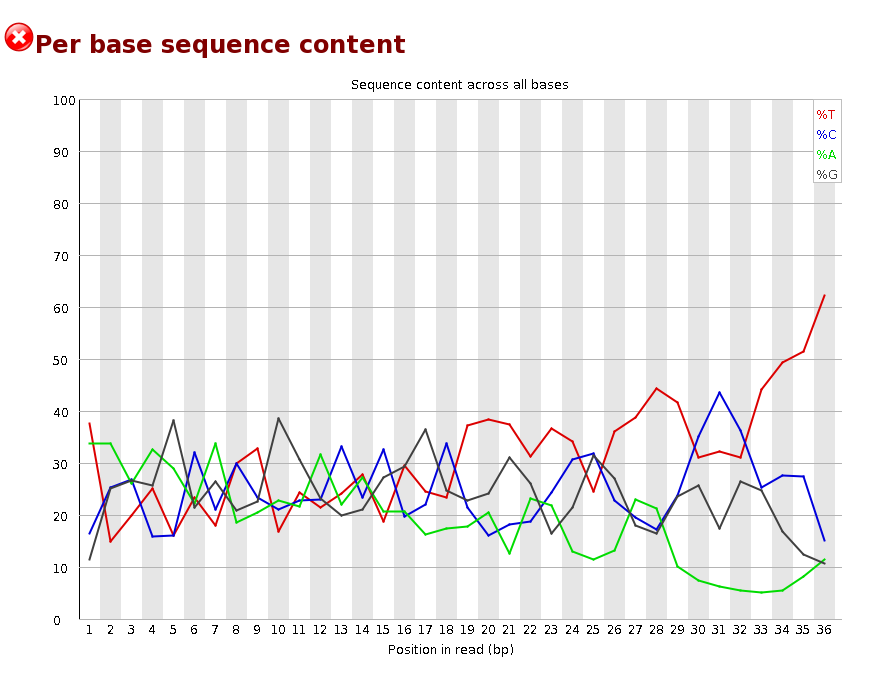 Per base sequence content
Sequence content across all bases
100
90
80
70
60
50
40
30
20
10
0
%T
%C
%A
%G
1 2 3 4 5 6 7 8 9 10 11 12 13 14 15 16 17 18 19 20 21 22 23 24 25 26 27 28 29 30 31 32 33 34 35 36
Position in read (bp)